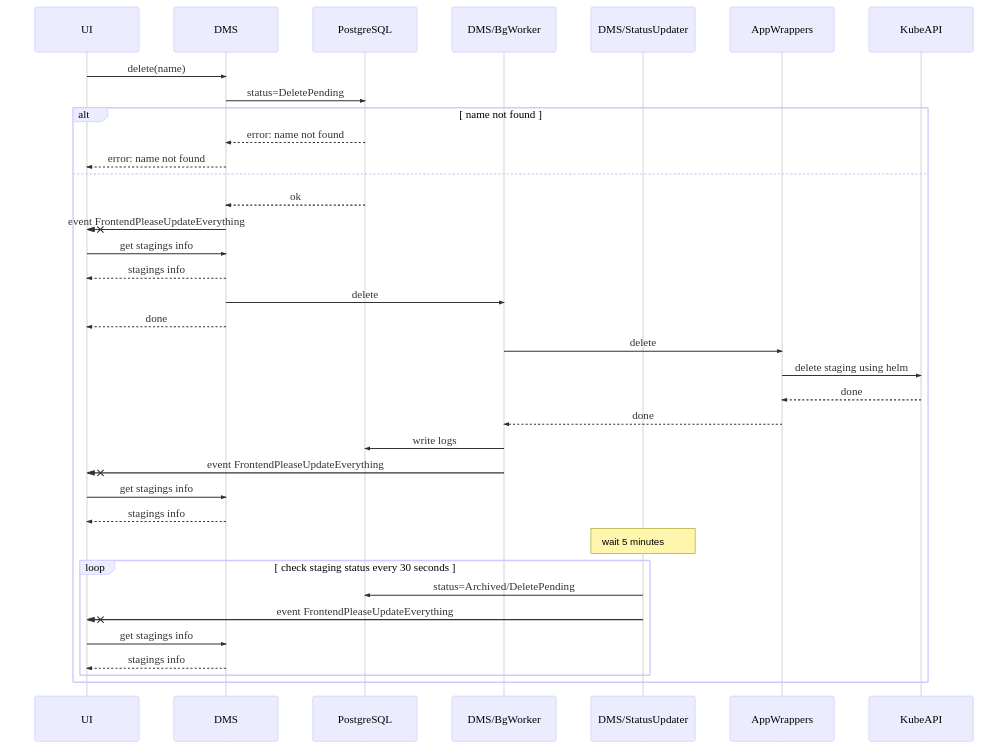 UI DMS PostgreSQL DMS/BgWorker DMS/StatusUpdater AppWrappers KubeAPI
delete(name)
status=DeletePending
alt [ name not found ]
error: name not found
error: name not found
ok
event FrontendPleaseUpdateEverything
get stagings info
stagings info
delete
done
delete
delete staging using helm
done
done
write logs
event FrontendPleaseUpdateEverything
get stagings info
stagings info
wait 5 minutes
loop [ check staging status every 30 seconds ]
status=Archived/DeletePending
event FrontendPleaseUpdateEverything
get stagings info
stagings info
UI DMS PostgreSQL DMS/BgWorker DMS/StatusUpdater AppWrappers KubeAPI